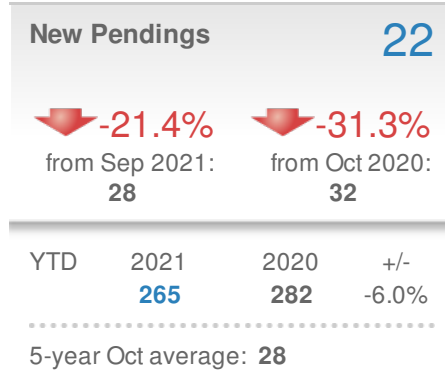 New Pendings 22
-21.4% -31.3%
from Sep 2021: from Oct 2020:
28 32
YTD 2021 2020 +/-
265 282 -6.0%
5-year Oct average: 28